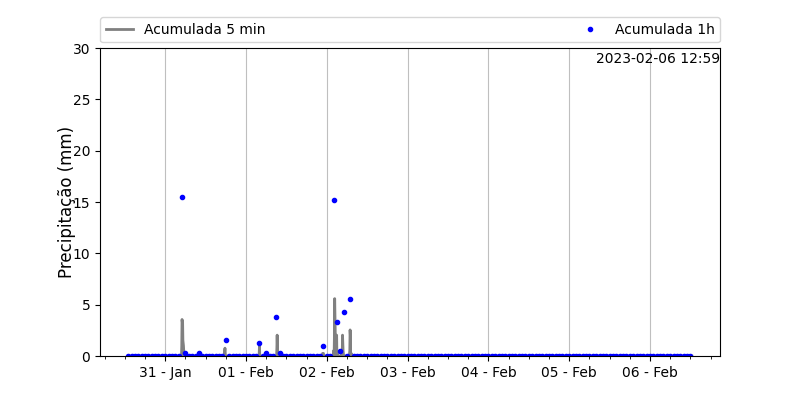 Acumulada 5 min
Acumulada 1h
2023-02-06 12:59
Precipitação (mm)
30
25
20
15
10
5
0
31 - Jan
01 - Feb
02 - Feb
03 - Feb
04 - Feb
05 - Feb
06 - Feb